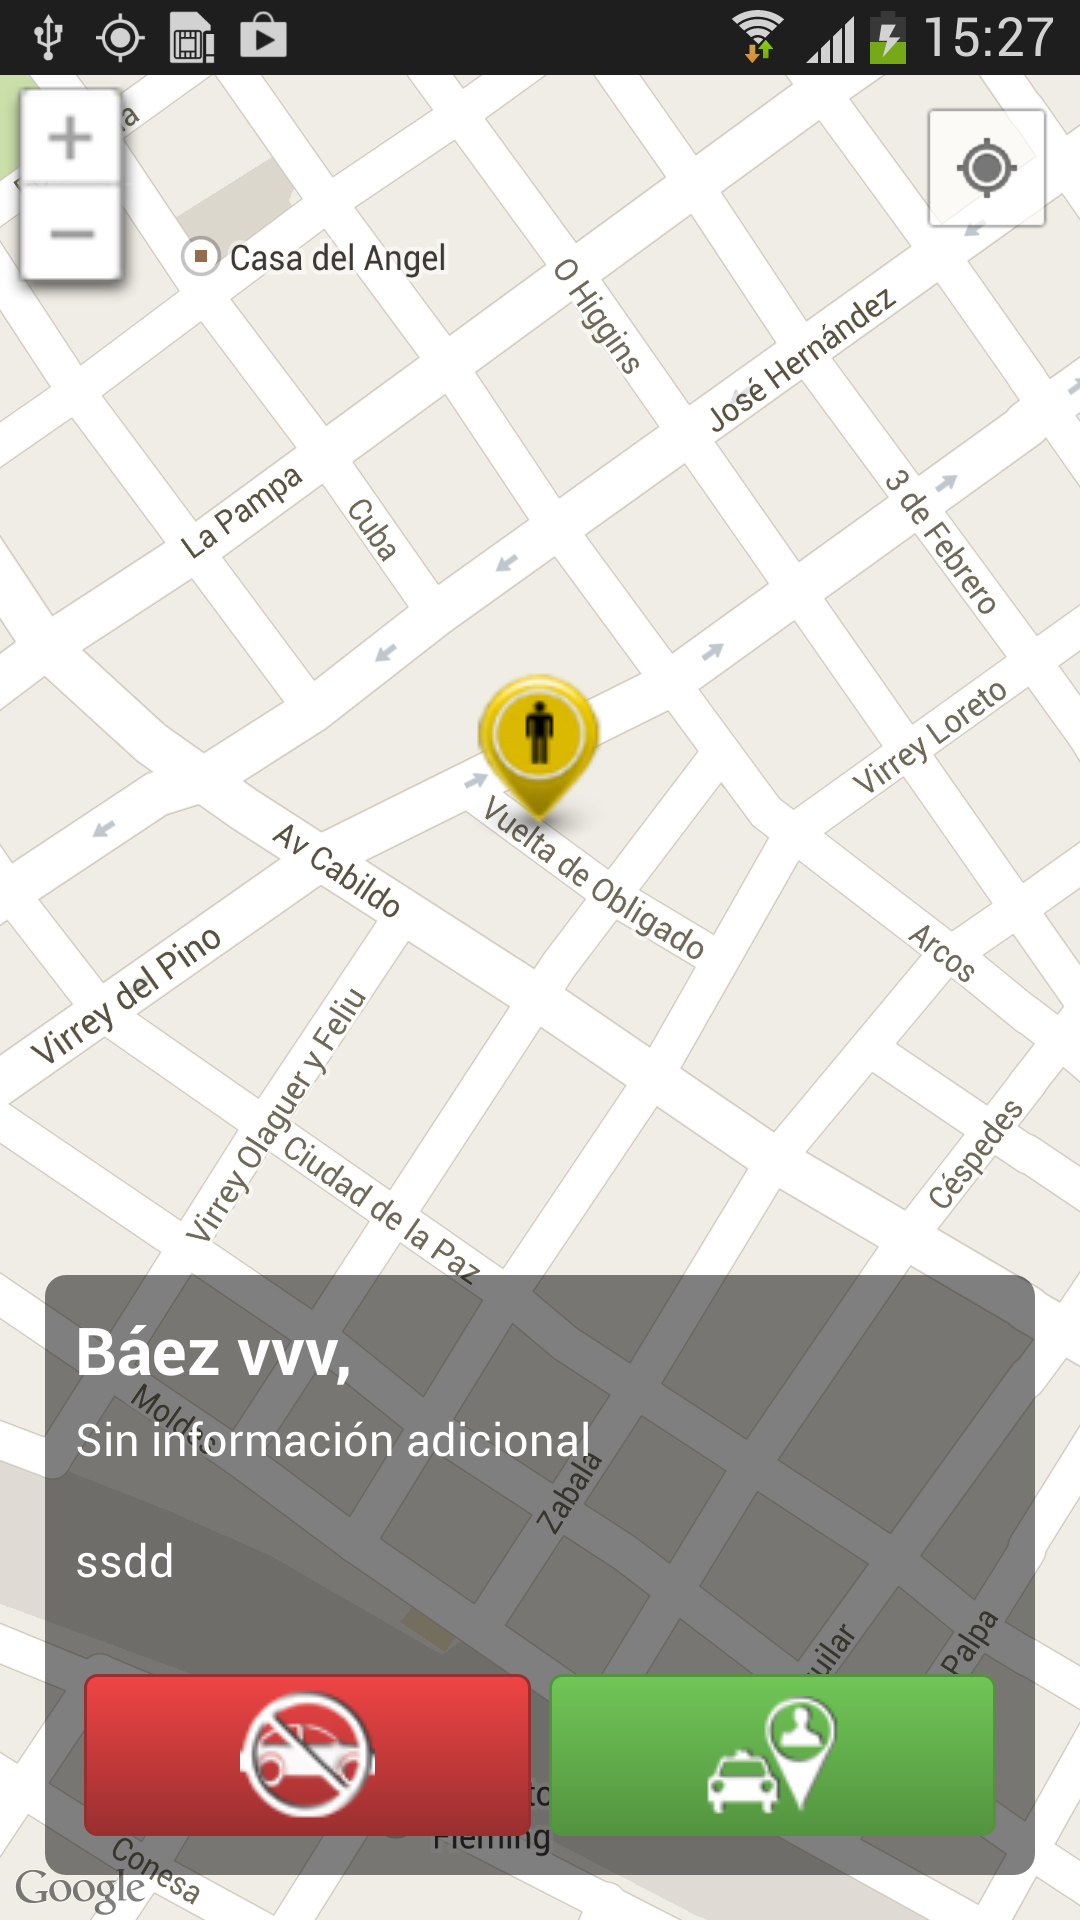 15:27
Casa del Angel
O Higgins
José Hernández
La Pampa
Cuba
3 de Febrero
Virrey Loreto
Vuelta de Obligado
Av Cabildo
Arcos
Virrey del Pino
Virrey Olaguer y Feliu
Céspedes
Ciudad de la Paz
Báez vvv,
Moldes
Sin información adicional
Zabala
ssdd
Palpa
Fleming
Conesa
Google